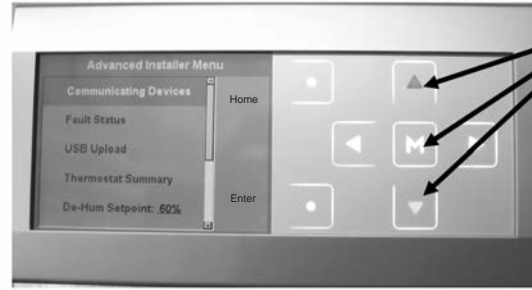 Advanced Installer Menu
Communicating Devices
Home
Fault Status
USB Upload
Thermostat Summary
Enter
De-Hum Setpoint: 60%
M